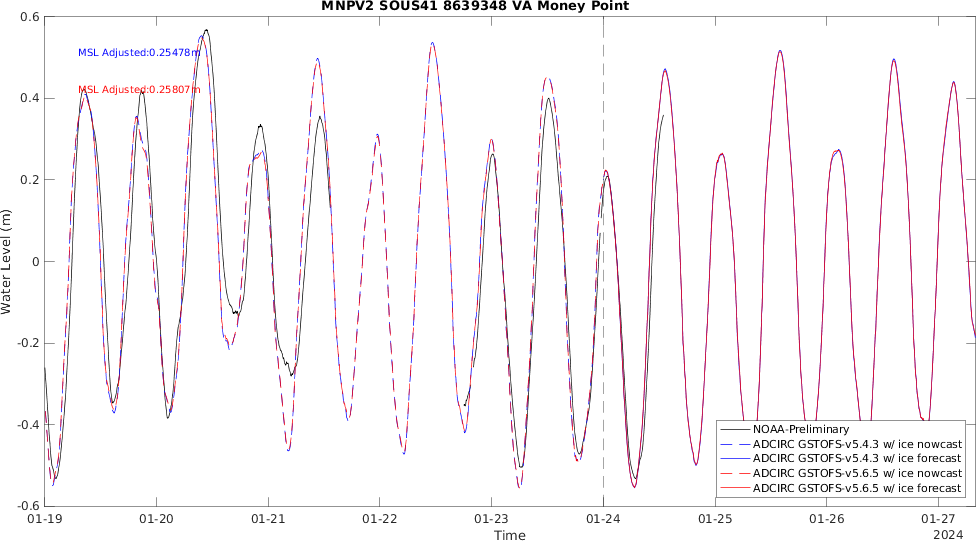 MNPV2 SOUS41 8639348 VA Money Point
MSL Adjusted:0.25478m
MSL Adjusted:0.25807m
Water Level (m)
0.6
0.4
0.2
0
-0.2
-0.4
-0.6
NOAA-Preliminary
ADCIRC GSTOFS-v5.4.3 w/ ice nowcast
ADCIRC GSTOFS-v5.4.3 w/ ice forecast
ADCIRC GSTOFS-v5.6.5 w/ ice nowcast
ADCIRC GSTOFS-v5.6.5 w/ ice forecast
01-19 01-20 01-21 01-22 01-23 01-24 01-25 01-26 01-27
Time
2024